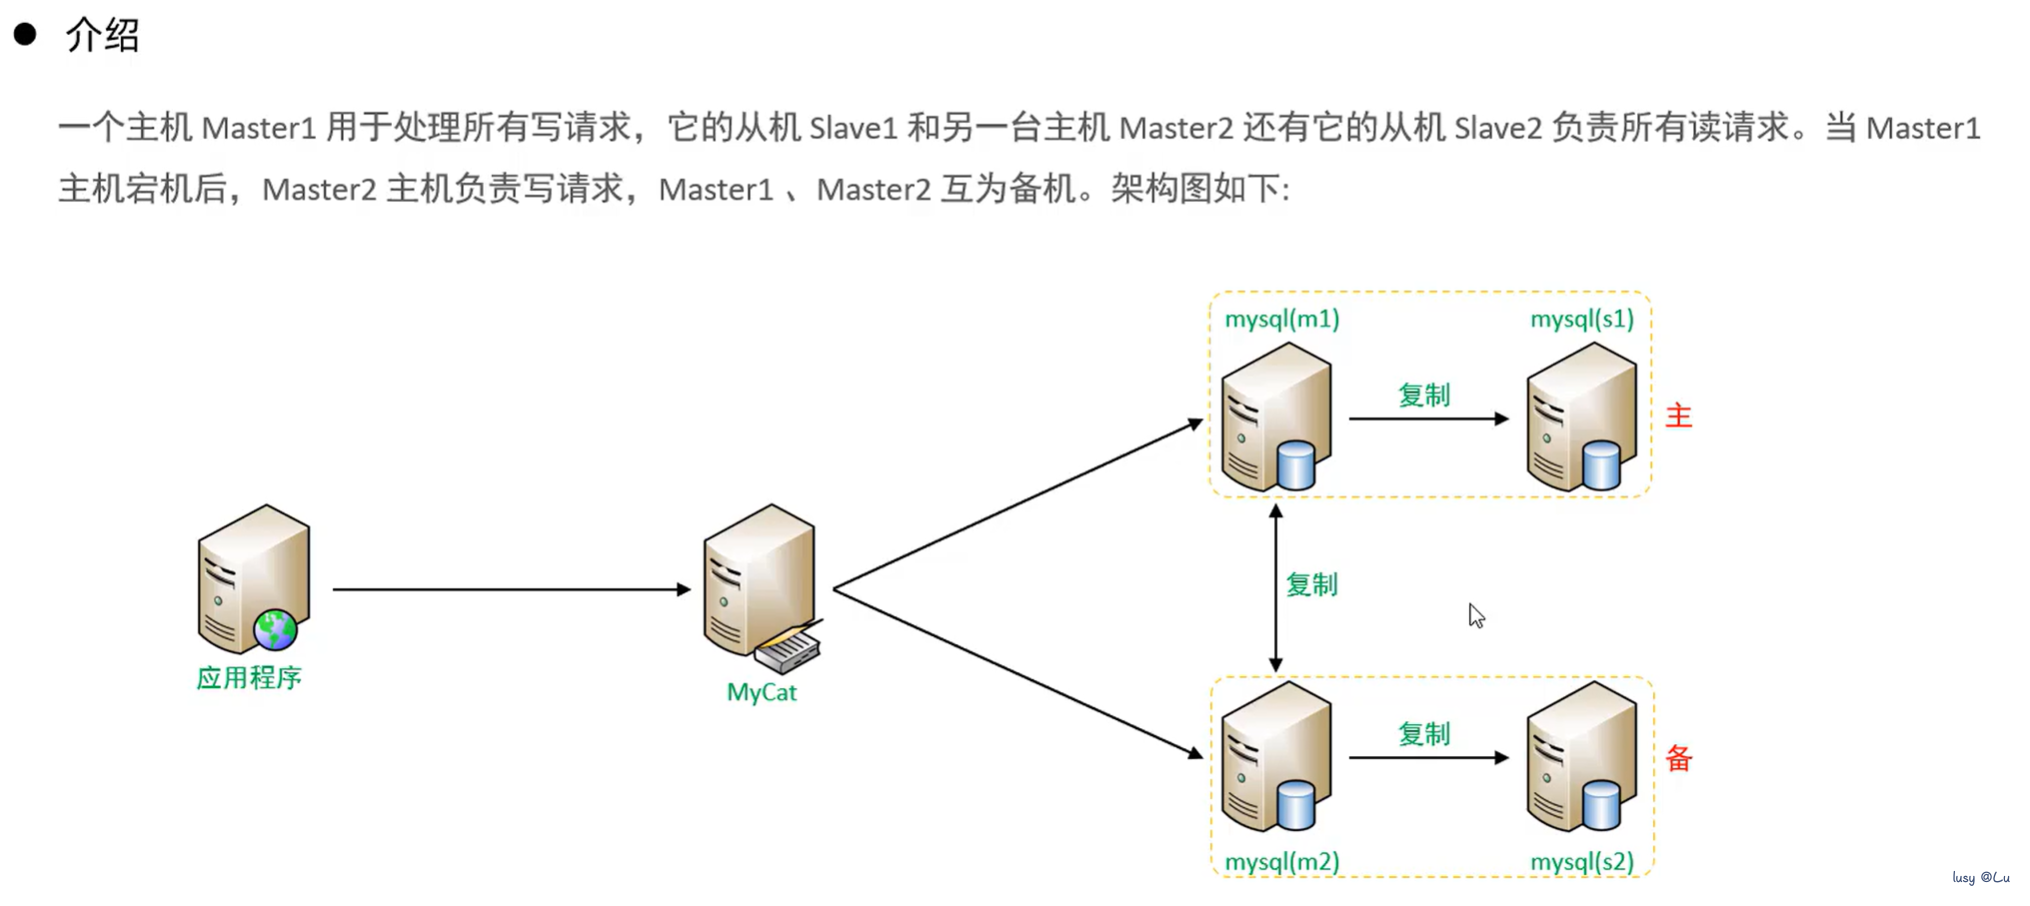 ● 介绍
一个主机 Master1 用于处理所有写请求，它的从机 Slave1 和另一台主机 Master2 还有它的从机 Slave2 负责所有读请求。当 Master1
主机宕机后，Master2 主机负责写请求，Master1 、Master2 互为备机。架构图如下:
mysql(m1)
mysql(s1)
复制
主
复制
应用程序
MyCat
复制
备
mysql(m2)
mysql(s2)
lusy @Lu